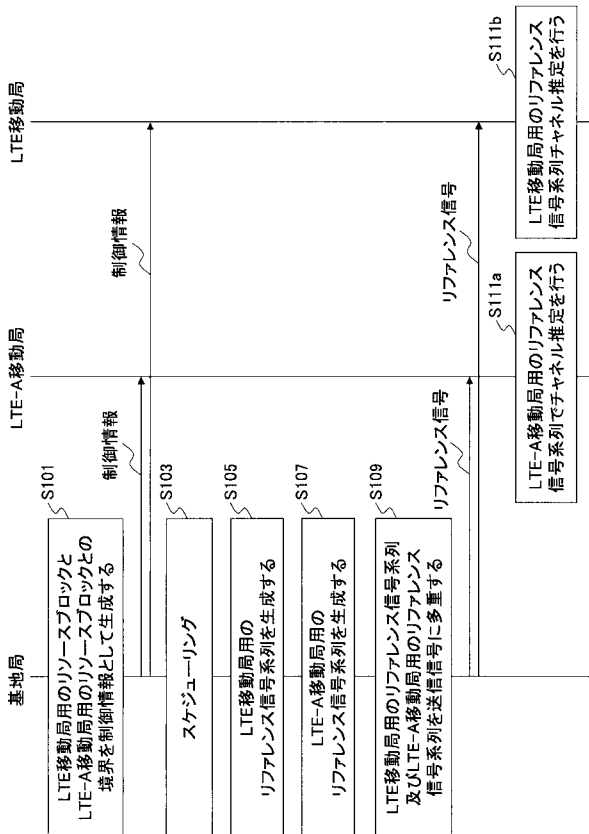 基地局
LTE-A移動局
LTE移動局
S101
LTE移動局用のリソースブロックと
LTE-A移動局用のリソースブロックとの
境界を制御情報として生成する
制御情報
制御情報
S103
スケジューリング
S105
LTE移動局用の
リファレンス信号系列を生成する
S107
LTE-A移動局用の
リファレンス信号系列を生成する
S109
LTE移動局用のリファレンス信号系列
及びLTE-A移動局用のリファレンス
信号系列を送信信号に多重する
リファレンス信号
リファレンス信号
S111a
LTE-A移動局用のリファレンス
信号系列でチャネル推定を行う
S111b
LTE移動局用のリファレンス
信号系列チャネル推定を行う